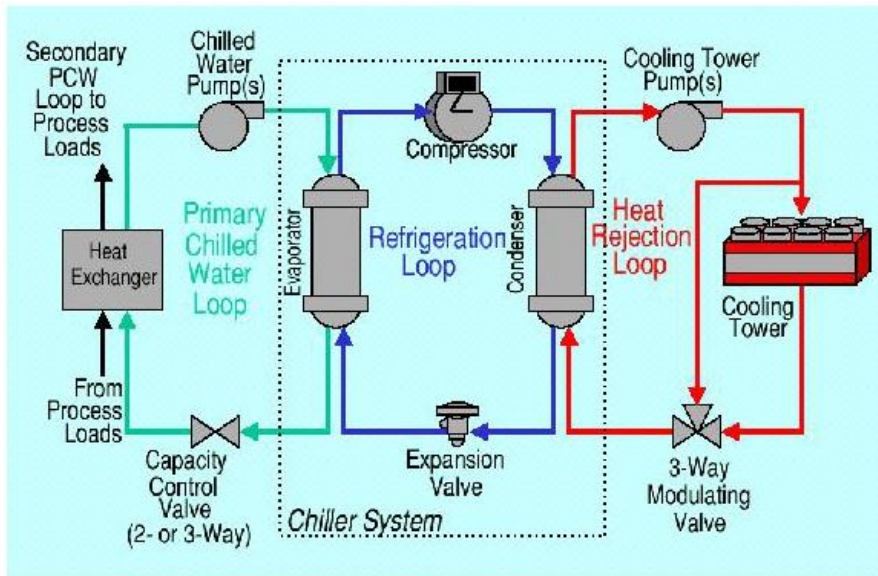 Secondary
PCW
Loop to
Process
Loads
Chilled
Water
Pump(s)
Compressor
Cooling Tower
Pump(s)
Heat
Exchanger
Primary
Chilled
Water
Loop
Evaporator
Refrigeration
Loop
Condenser
Heat
Rejection
Loop
Cooling
Tower
From
Process
Loads
Capacity
Control
Valve
(2- or 3-Way)
Expansion
Valve
3-Way
Modulating
Valve
Chiller System